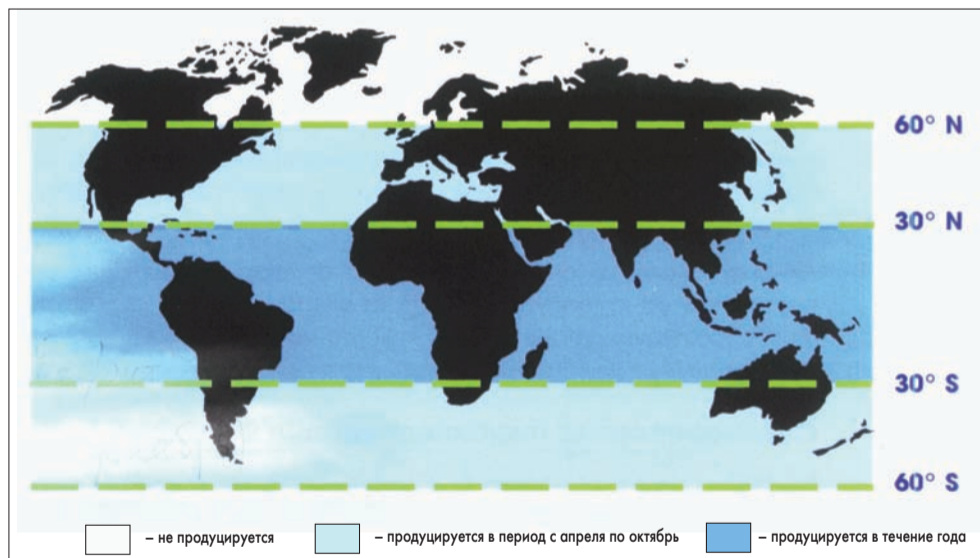 60° N
30° N
30° S
60° S
– не продуцируется – продуцируется в период с апреля по октябрь – продуцируется в течение года